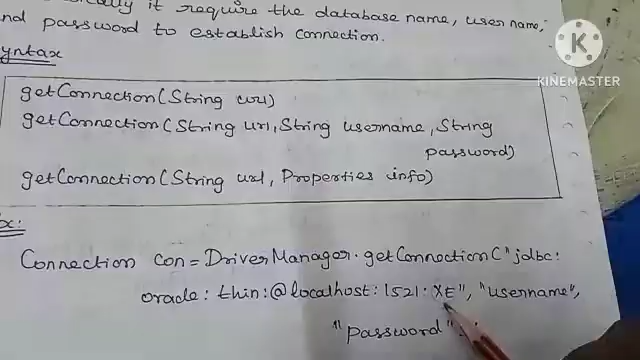 it require the database name, user name,
nd password to establish connection.
yntax
getConnection(String url)
getConnection(String url, String username, String
password)
getConnection(String url, Properties info)
x:
Connection con = DriverManager.getConnection("jdbc:
oracle:thin:@localhost:1521:XE", "username",
"password"
KINEMASTER